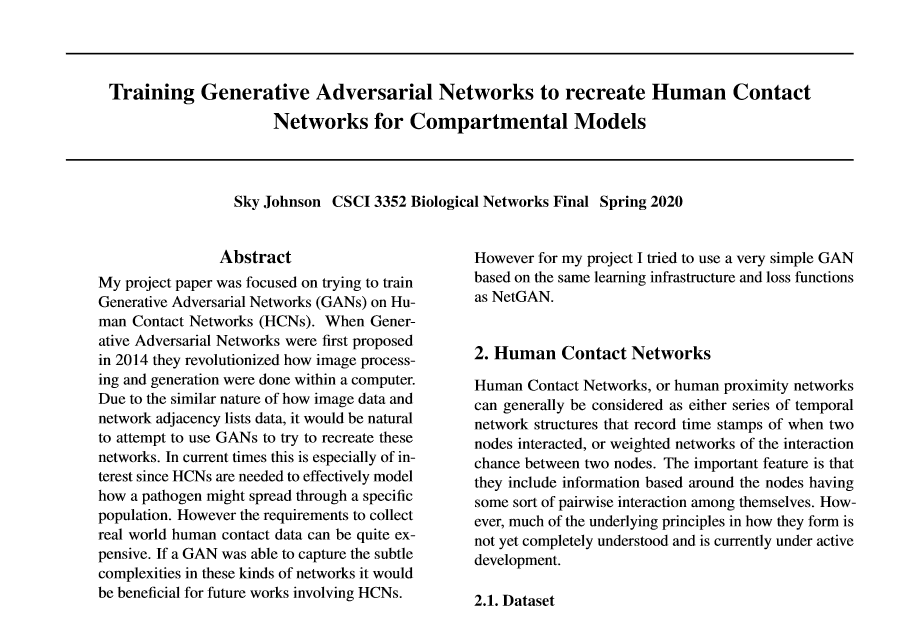 Training Generative Adversarial Networks to recreate Human Contact
Networks for Compartmental Models
Sky Johnson CSCI 3352 Biological Networks Final Spring 2020
Abstract
My project paper was focused on trying to train
Generative Adversarial Networks (GANs) on Hu-
man Contact Networks (HCNs). When Gener-
ative Adversarial Networks were first proposed
in 2014 they revolutionized how image process-
ing and generation were done within a computer.
Due to the similar nature of how image data and
network adjacency lists data, it would be natural
to attempt to use GANs to try to recreate these
networks. In current times this is especially of in-
terest since HCNs are needed to effectively model
how a pathogen might spread through a specific
population. However the requirements to collect
real world human contact data can be quite ex-
pensive. If a GAN was able to capture the subtle
complexities in these kinds of networks it would
be beneficial for future works involving HCNs.
However for my project I tried to use a very simple GAN
based on the same learning infrastructure and loss functions
as NetGAN.
2. Human Contact Networks
Human Contact Networks, or human proximity networks
can generally be considered as either series of temporal
network structures that record time stamps of when two
nodes interacted, or weighted networks of the interaction
chance between two nodes. The important feature is that
they include information based around the nodes having
some sort of pairwise interaction among themselves. How-
ever, much of the underlying principles in how they form is
not yet completely understood and is currently under active
development.
2.1. Dataset